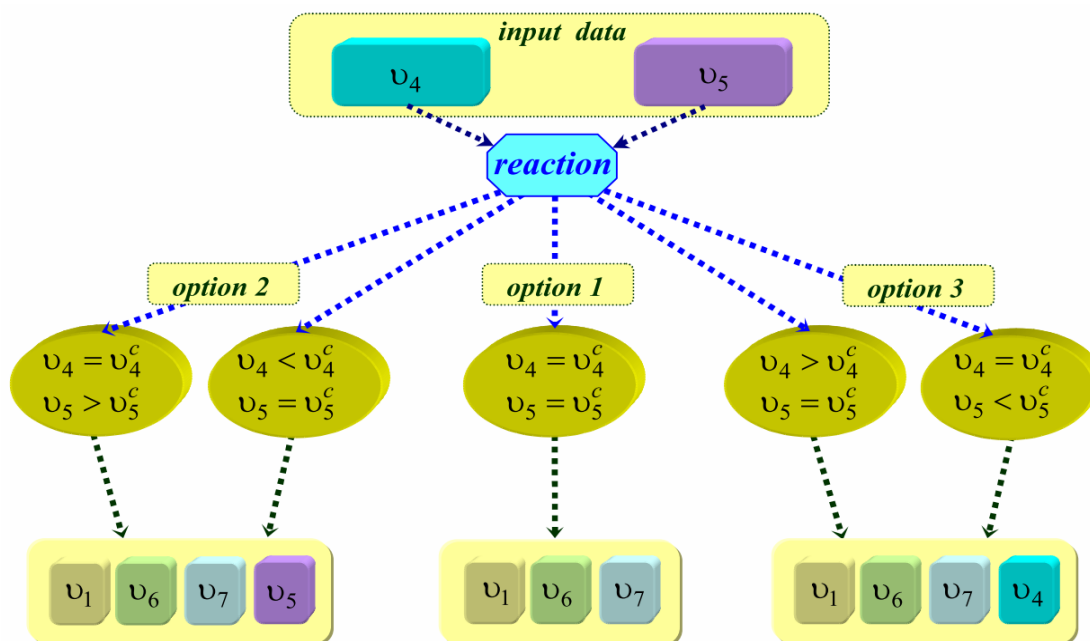 input data
υ₄ υ₅
reaction
option 2 option 1 option 3
υ₄ = υ₄ᶜ υ₄ < υ₄ᶜ υ₄ = υ₄ᶜ υ₄ > υ₄ᶜ υ₄ = υ₄ᶜ
υ₅ > υ₅ᶜ υ₅ = υ₅ᶜ υ₅ = υ₅ᶜ υ₅ = υ₅ᶜ υ₅ < υ₅ᶜ
υ₁ υ₆ υ₇ υ₅ υ₁ υ₆ υ₇ υ₁ υ₆ υ₇ υ₄